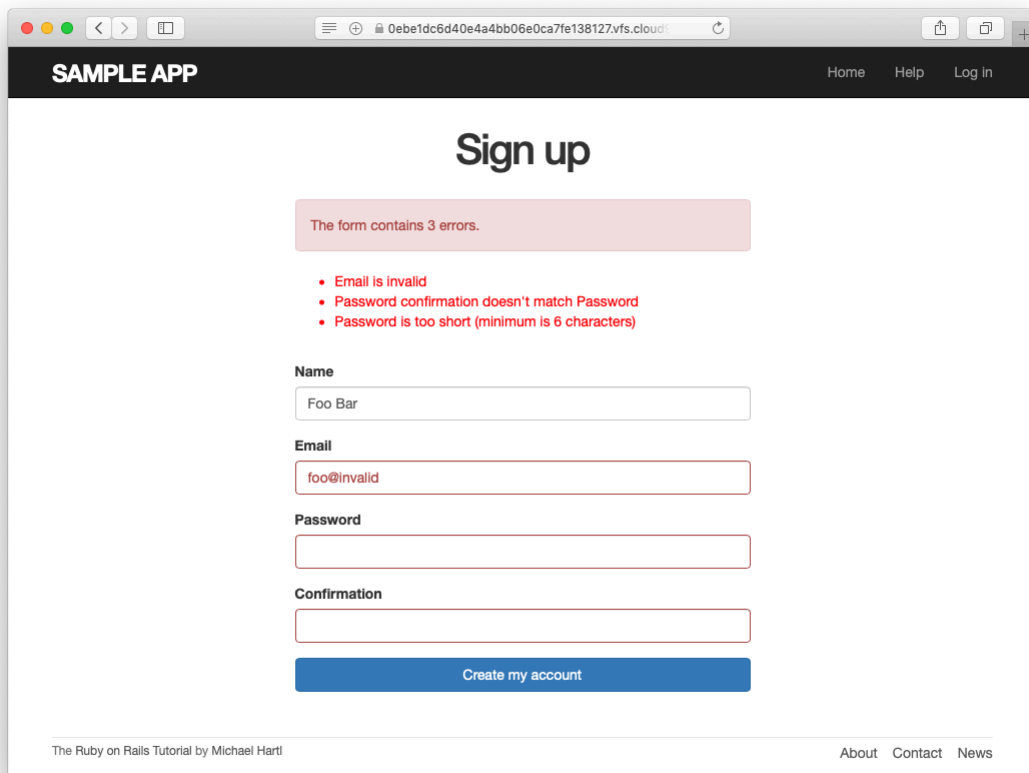 0ebe1dc6d40e4a4bb06e0ca7fe138127.vfs.cloud
SAMPLE APP
Home Help Log in
Sign up
The form contains 3 errors.
• Email is invalid
• Password confirmation doesn't match Password
• Password is too short (minimum is 6 characters)
Name
Foo Bar
Email
foo@invalid
Password
Confirmation
Create my account
The Ruby on Rails Tutorial by Michael Hartl
About Contact News